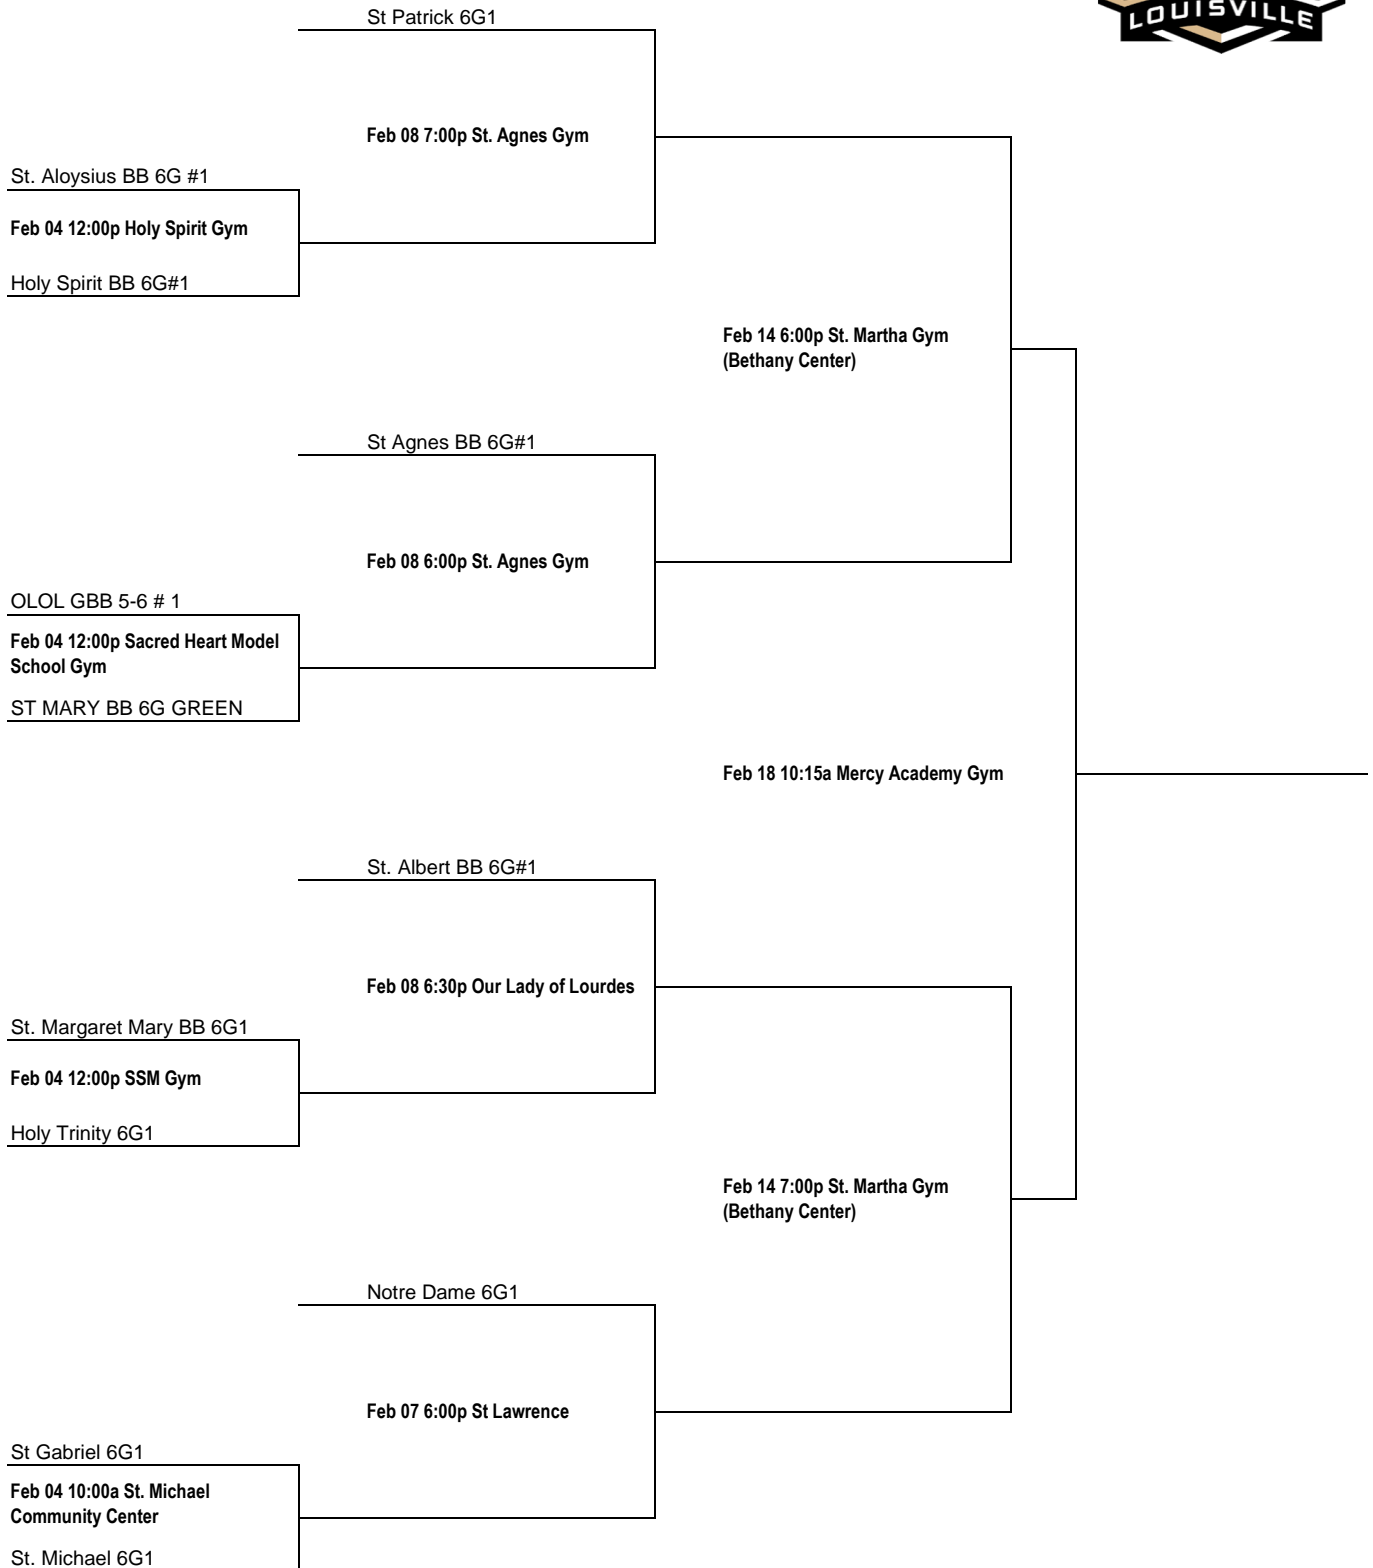 LOUISVILLE
St Patrick 6G1
Feb 08 7:00p St. Agnes Gym
St. Aloysius BB 6G #1
Feb 04 12:00p Holy Spirit Gym
Holy Spirit BB 6G#1
Feb 14 6:00p St. Martha Gym
(Bethany Center)
St Agnes BB 6G#1
Feb 08 6:00p St. Agnes Gym
OLOL GBB 5-6 # 1
Feb 04 12:00p Sacred Heart Model
School Gym
ST MARY BB 6G GREEN
Feb 18 10:15a Mercy Academy Gym
St. Albert BB 6G#1
Feb 08 6:30p Our Lady of Lourdes
St. Margaret Mary BB 6G1
Feb 04 12:00p SSM Gym
Holy Trinity 6G1
Feb 14 7:00p St. Martha Gym
(Bethany Center)
Notre Dame 6G1
Feb 07 6:00p St Lawrence
St Gabriel 6G1
Feb 04 10:00a St. Michael
Community Center
St. Michael 6G1